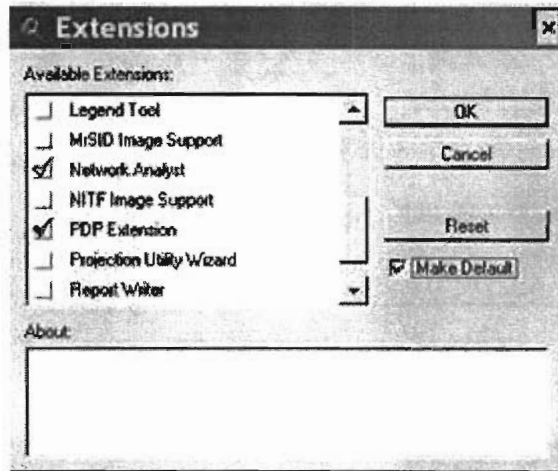 Extensions
Available Extensions:
Legend Tool
MrSID Image Support
Network Analyst
NITF Image Support
PDP Extension
Projection Utility Wizard
Report Writer
OK
Cancel
Reset
Make Default
About: